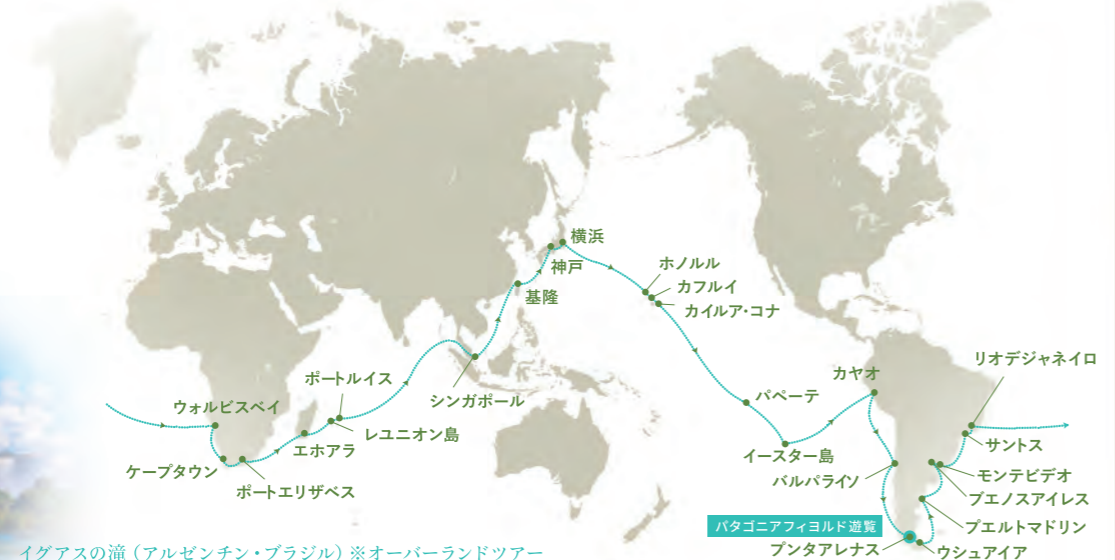 横浜
神戸
基隆
ホノルル
カフルイ
カイルア・コナ
リオデジャネイロ
カヤオ
ポートルイス
シンガポール
パペーテ
ウォルビスベイ
レユニオン島
エホアラ
サントス
イースター島
ケープタウン
バルパライソ
モンテビデオ
ポートエリザベス
ブエノスアイレス
パタゴニアフィヨルド遊覧
プエルトマドリン
プンタアレナス
ウシュアイア
イグアスの滝（アルゼンチン・ブラジル）※オーバーランドツアー